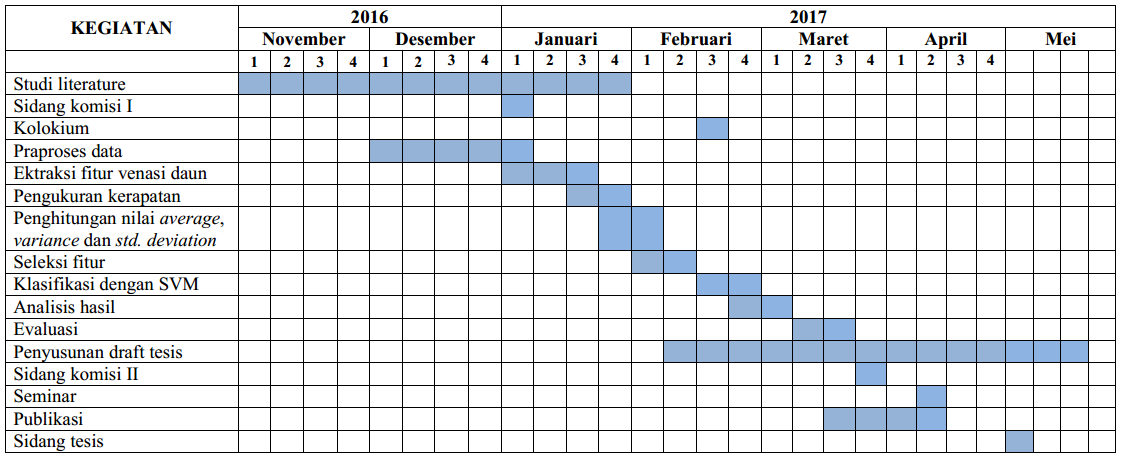 KEGIATAN
2016
2017
November
Desember
Januari
Februari
Maret
April
Mei
1 2 3 4 1 2 3 4 1 2 3 4 1 2 3 4 1 2 3 4 1 2 3 4
Studi literature
Sidang komisi I
Kolokium
Praproses data
Ektraksi fitur venasi daun
Pengukuran kerapatan
Penghitungan nilai average,
variance dan std. deviation
Seleksi fitur
Klasifikasi dengan SVM
Analisis hasil
Evaluasi
Penyusunan draft tesis
Sidang komisi II
Seminar
Publikasi
Sidang tesis